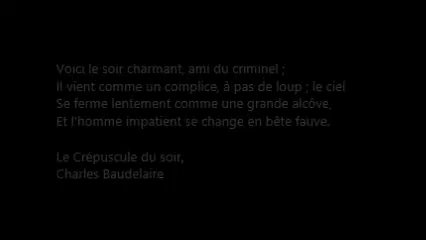 Voici le soir charmant, ami du criminel ;
Il vient comme un complice, à pas de loup ; le ciel
Se ferme lentement comme une grande alcôve,
Et l'homme impatient se change en bête fauve.
Le Crépuscule du soir,
Charles Baudelaire